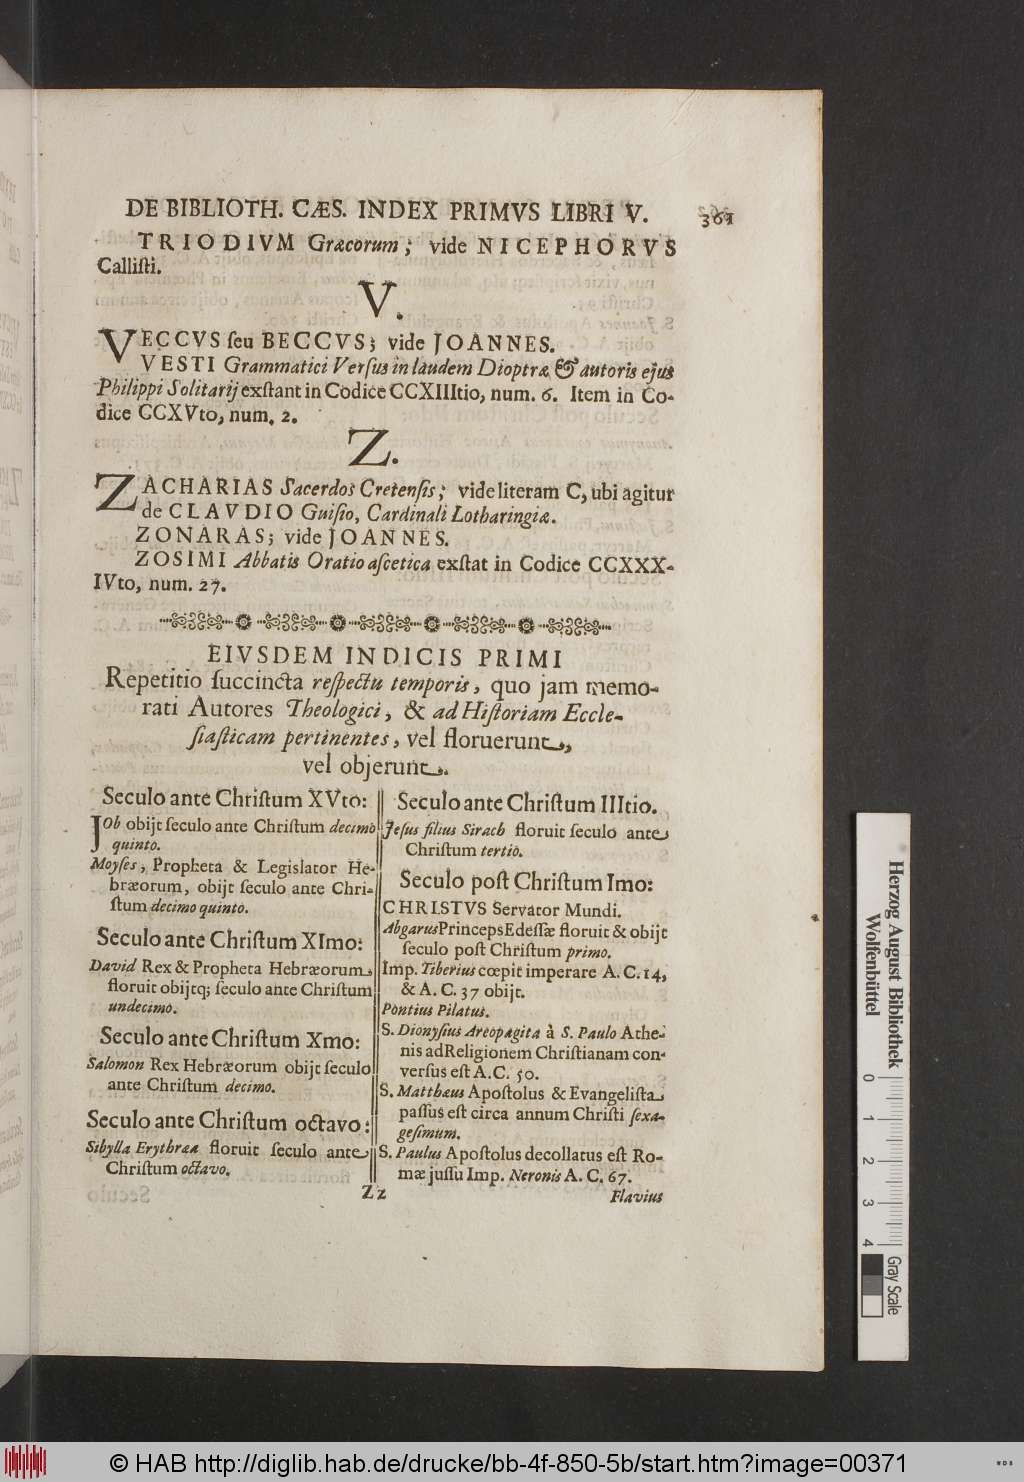 DE BIBLIOTH. CÆS. INDEX PRIMVS LIBRI V. 361
TRIODIVM Græcorum; vide NICEPHORVS
Calliſti.
V.
VECCVS ſeu BECCVS; vide JOANNES.
VESTI Grammatici Verſus in laudem Dioptræ & autoris ejus
Philippi Solitarij exſtant in Codice CCXIIItio, num. 6. Item in Co-
dice CCXVto, num. 2.
Z.
ZACHARIAS Sacerdos Cretenſis; vide literam C, ubi agitur
de CLAVDIO Guiſio, Cardinali Lotharingiæ.
ZONARAS; vide JOANNES.
ZOSIMI Abbatis Oratio aſcetica exſtat in Codice CCXXX-
IVto, num. 27.
EIVSDEM INDICIS PRIMI
Repetitio ſuccincta reſpectu temporis, quo jam memo-
rati Autores Theologici, & ad Hiſtoriam Eccle-
ſiaſticam pertinentes, vel floruerunt,
vel objerunt.
Seculo ante Chriſtum XVto:
Job obijt ſeculo ante Chriſtum decimo
quinto.
Moyſes, Propheta & Legislator He-
bræorum, obijt ſeculo ante Chri-
ſtum decimo quinto.
Seculo ante Chriſtum XImo:
David Rex & Propheta Hebræorum
floruit obijtq; ſeculo ante Chriſtum
undecimo.
Seculo ante Chriſtum Xmo:
Salomon Rex Hebræorum obijt ſeculo
ante Chriſtum decimo.
Seculo ante Chriſtum octavo:
Sibylla Erythræa floruit ſeculo ante
Chriſtum octavo.
Seculo ante Chriſtum IIItio.
Jeſus filius Sirach floruit ſeculo ante
Chriſtum tertio.
Seculo poſt Chriſtum Imo:
CHRISTVS Servator Mundi.
Abgarus Princeps Edeſſæ floruit & obijt
ſeculo poſt Chriſtum primo.
Imp. Tiberius cœpit imperare A. C. 14,
& A. C. 37 obijt.
Pontius Pilatus.
S. Dionyſius Areopagita à S. Paulo Athe-
nis ad Religionem Chriſtianam con-
verſus eſt A. C. 50.
S. Matthæus Apoſtolus & Evangeliſta
paſſus eſt circa annum Chriſti ſexa-
geſimum.
S. Paulus Apoſtolus decollatus eſt Ro-
mæ juſſu Imp. Neronis A. C. 67.
Zz
Flavius
Herzog August Bibliothek
Wolfenbüttel
0 1 2 3 4
Gray Scale
© HAB http://diglib.hab.de/drucke/bb-4f-850-5b/start.htm?image=00371